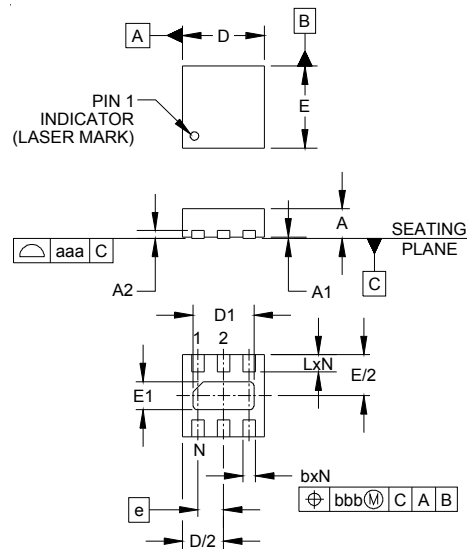 A
D
B
PIN 1
INDICATOR
(LASER MARK)
E
A
SEATING
PLANE
aaa C
C
A2
A1
D1
1 2
LxN
E/2
E1
N
bxN
bbb M C A B
e
D/2